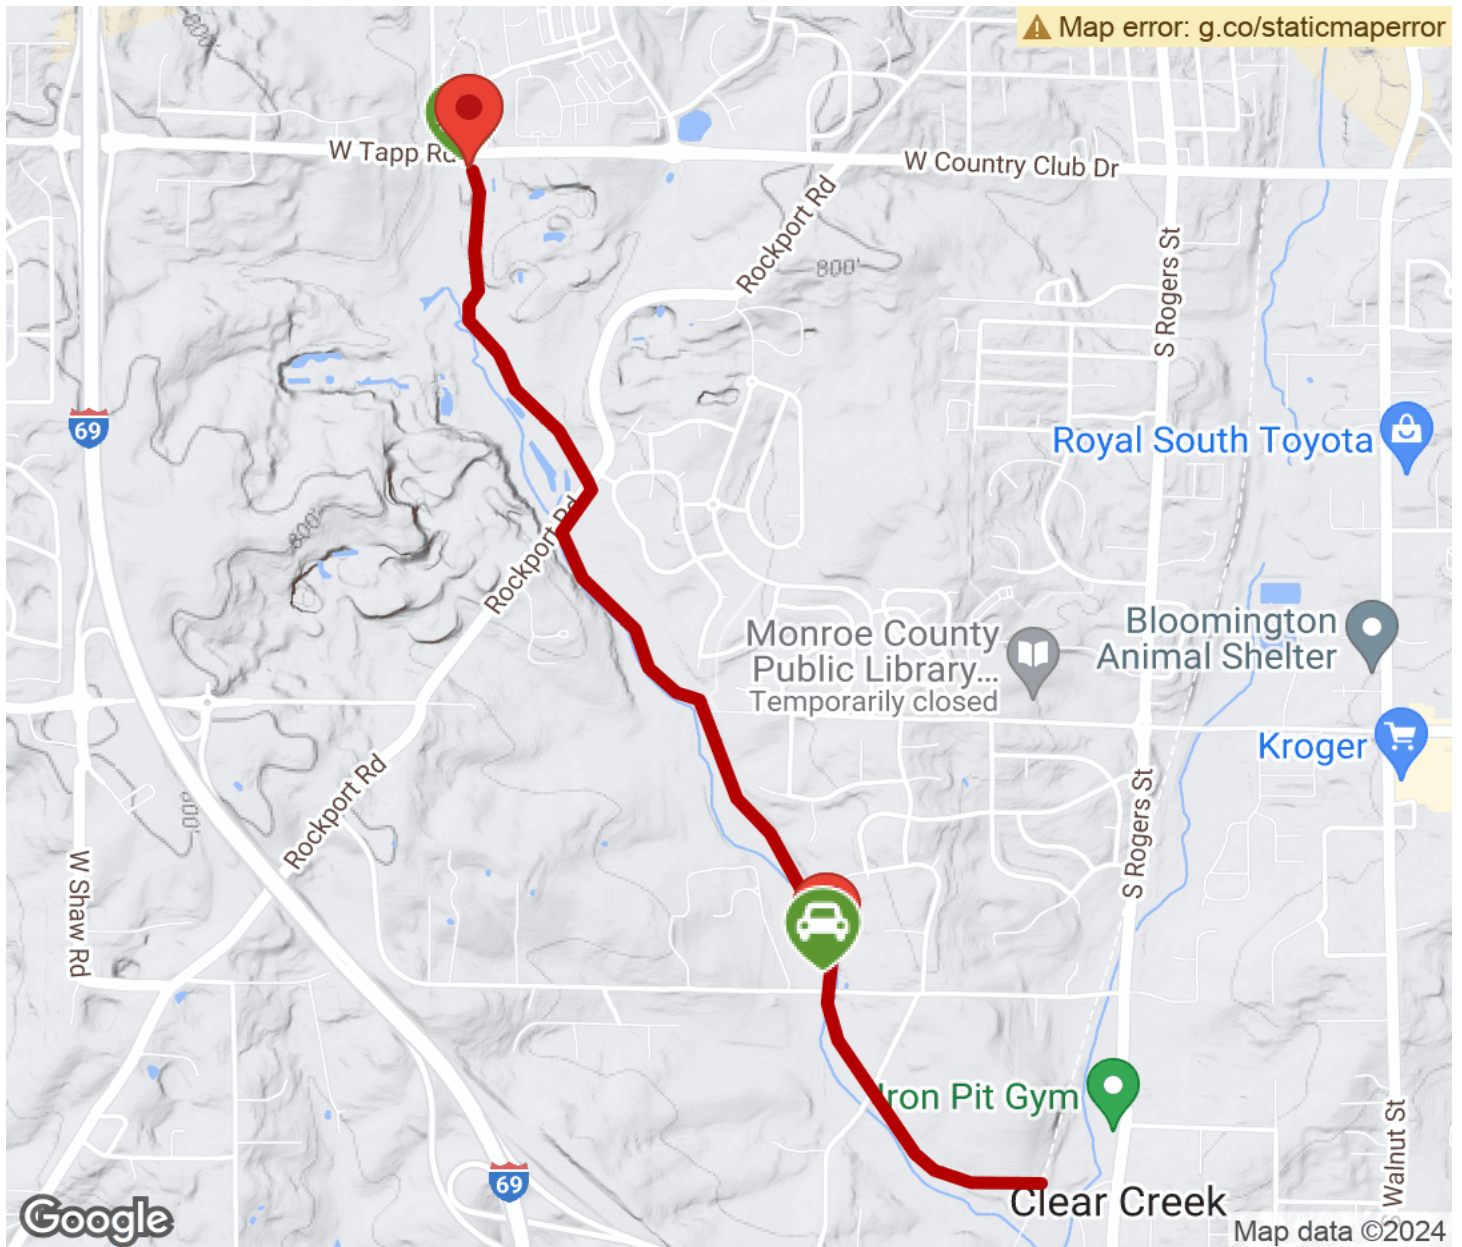 Map error: g.co/staticmaperror
800'
W Tapp Rd
W Country Club Dr
Rockport Rd
800'
S Rogers St
69
Royal South Toyota
800'
Rockport Rd
Monroe County
Public Library...
Temporarily closed
Bloomington
Animal Shelter
Kroger
Rockport Rd
800'
S Rogers St
W Shaw Rd
Iron Pit Gym
Walnut St
69
Clear Creek
Google
Map data ©2024